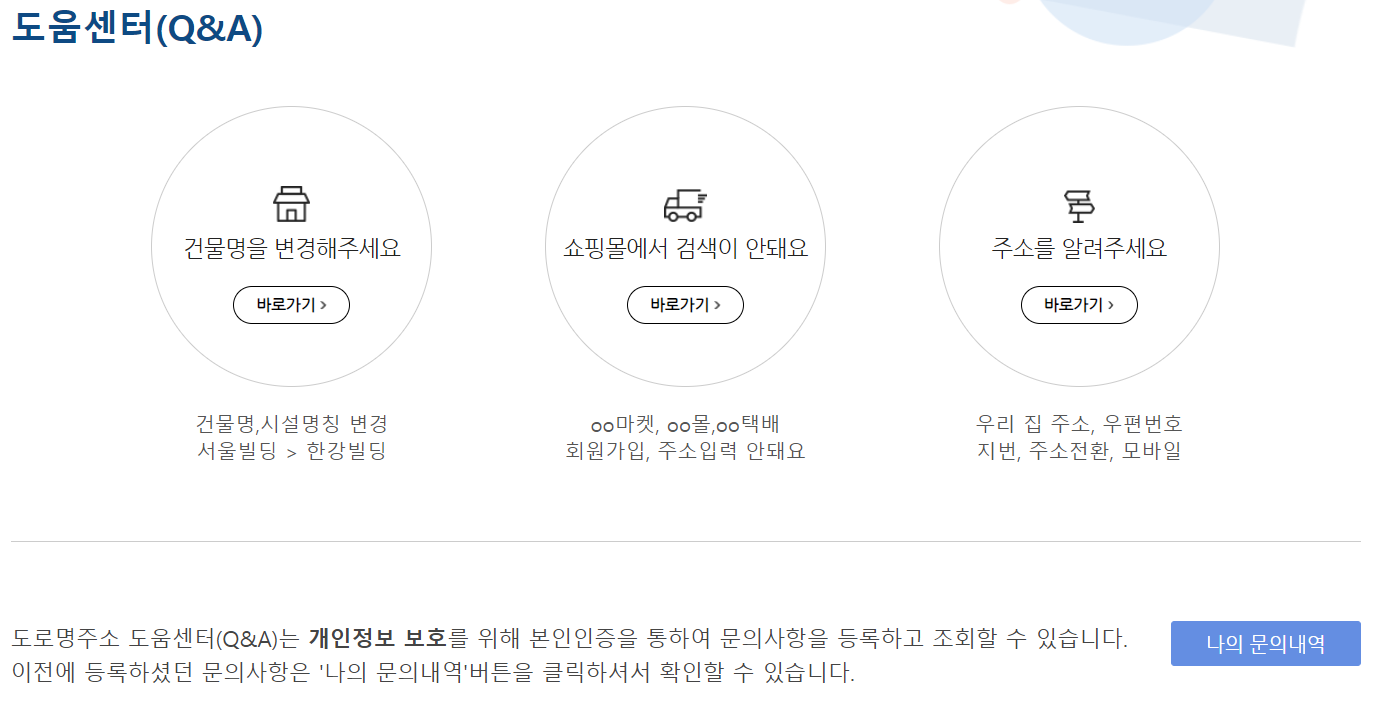 도움센터(Q&A)
건물명을 변경해주세요
바로가기 >
건물명,시설명칭 변경
서울빌딩 > 한강빌딩
쇼핑몰에서 검색이 안돼요
바로가기 >
oo마켓, oo몰,oo택배
회원가입, 주소입력 안돼요
주소를 알려주세요
바로가기 >
우리 집 주소, 우편번호
지번, 주소전환, 모바일
도로명주소 도움센터(Q&A)는 개인정보 보호를 위해 본인인증을 통하여 문의사항을 등록하고 조회할 수 있습니다.
이전에 등록하셨던 문의사항은 '나의 문의내역'버튼을 클릭하셔서 확인할 수 있습니다.
나의 문의내역